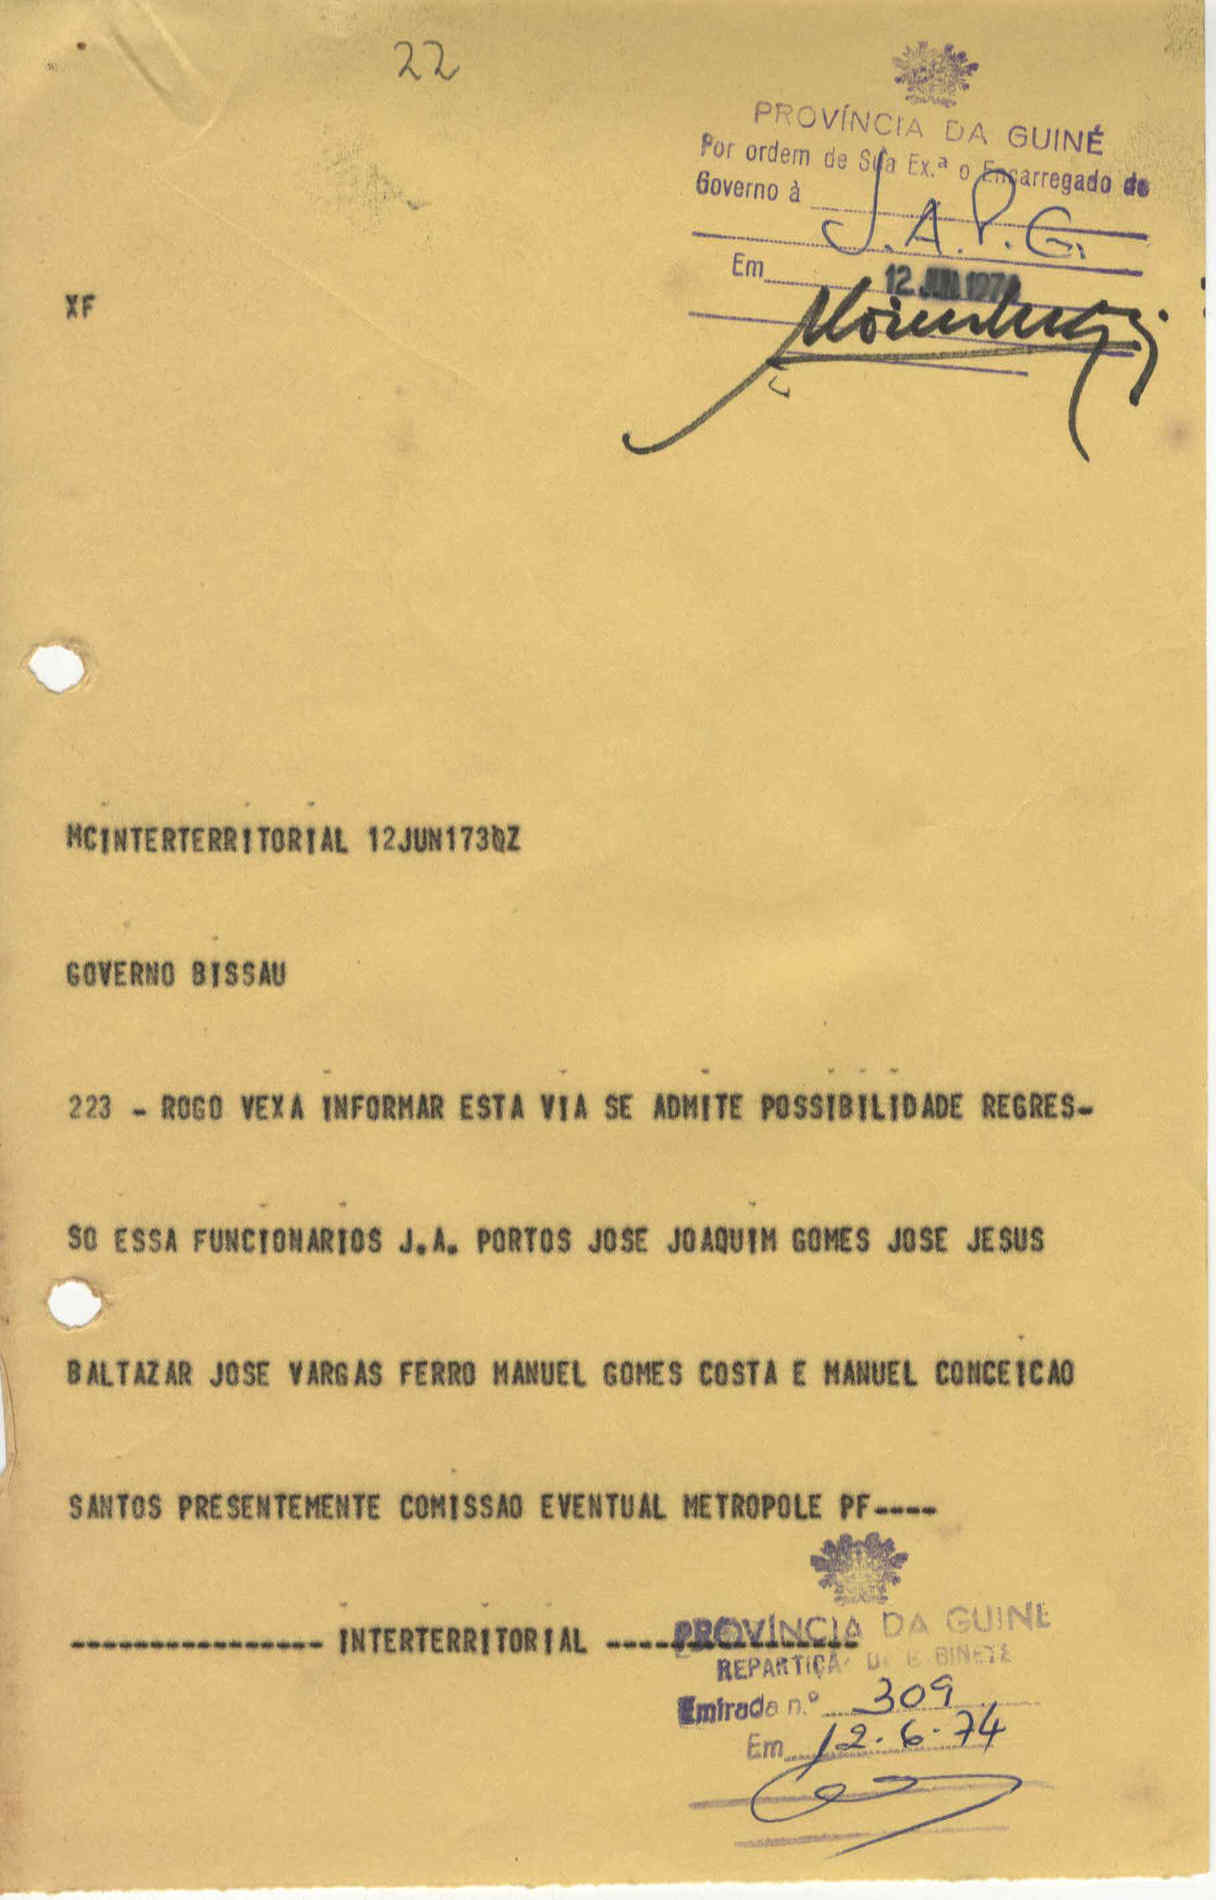 22
PROVÍNCIA DA GUINÉ
Por ordem de Sua Ex.ª o Encarregado do
Governo à
J.A.P.G.
Em 12 JUN 1974
XF
MCINTERTERRITORIAL 12JUN1730Z
GOVERNO BISSAU
223 - ROGO VEXA INFORMAR ESTA VIA SE ADMITE POSSIBILIDADE REGRES-
SO ESSA FUNCIONARIOS J.A. PORTOS JOSE JOAQUIM GOMES JOSE JESUS
BALTAZAR JOSE VARGAS FERRO MANUEL GOMES COSTA E MANUEL CONCEICAO
SANTOS PRESENTEMENTE COMISSAO EVENTUAL METROPOLE PF----
---------------- INTERTERRITORIAL ----------------
PROVÍNCIA DA GUINÉ
REPARTIÇÃO DE GABINETE
Entrada n.º 309
Em 12.6.74